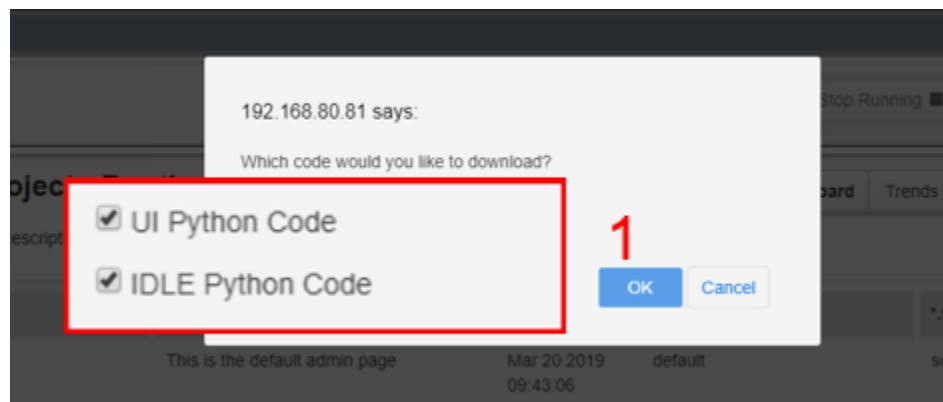 192.168.80.81 says:
Stop Running
Which code would you like to download?
Trends
UI Python Code
1
IDLE Python Code
OK Cancel
This is the default admin page Mar 20 2019 default
09:43:06